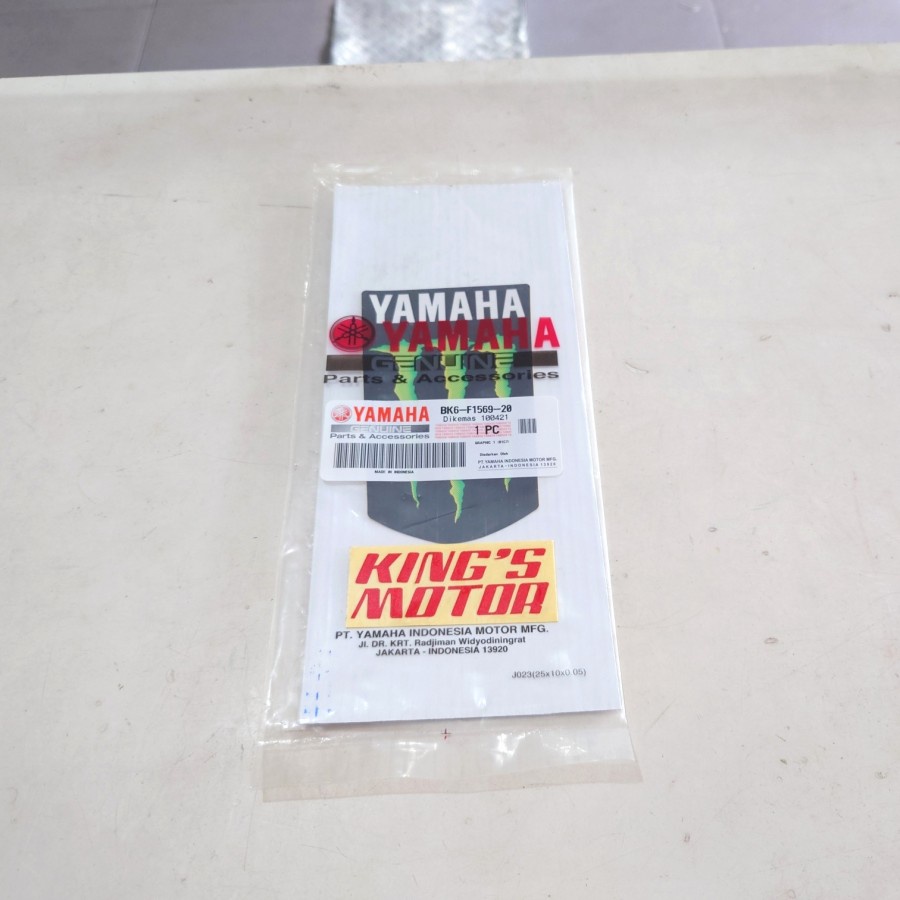 YAMAHA
YAMAHA
GENUINE
Parts & Accessories
YAMAHA
GENUINE
Parts & Accessories
BK6-F1569-20
Dikemas 100421
1 PC
MADE IN INDONESIA
PT. YAMAHA INDONESIA MOTOR MFG.
JAKARTA - INDONESIA 13920
KING'S
MOTOR
PT. YAMAHA INDONESIA MOTOR MFG.
Jl. DR. KRT. Radjiman Widyodiningrat
JAKARTA - INDONESIA 13920
J023(25x10x0.05)